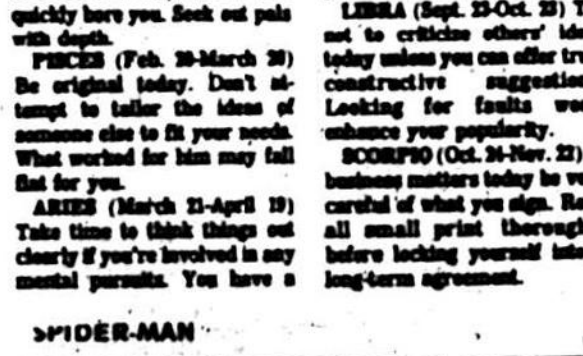 quickly bore you. Seek out pals
with depth.
PISCES (Feb. 20-March 20)
Be original today. Don't at-
tempt to tailor the ideas of
someone else to fit your needs.
What worked for him may fall
flat for you.
ARIES (March 21-April 19)
Take time to think things out
clearly if you're involved in any
mental pursuits. You have a
LIBRA (Sept. 23-Oct. 23) T
not to criticize others' ide
today unless you can offer tru
constructive suggestion
Looking for faults wo
enhance your popularity.
SCORPIO (Oct. 24-Nov. 22)
business matters today be ve
careful of what you sign. Re
all small print thorough
before locking yourself into
long-term agreement.
SPIDER-MAN